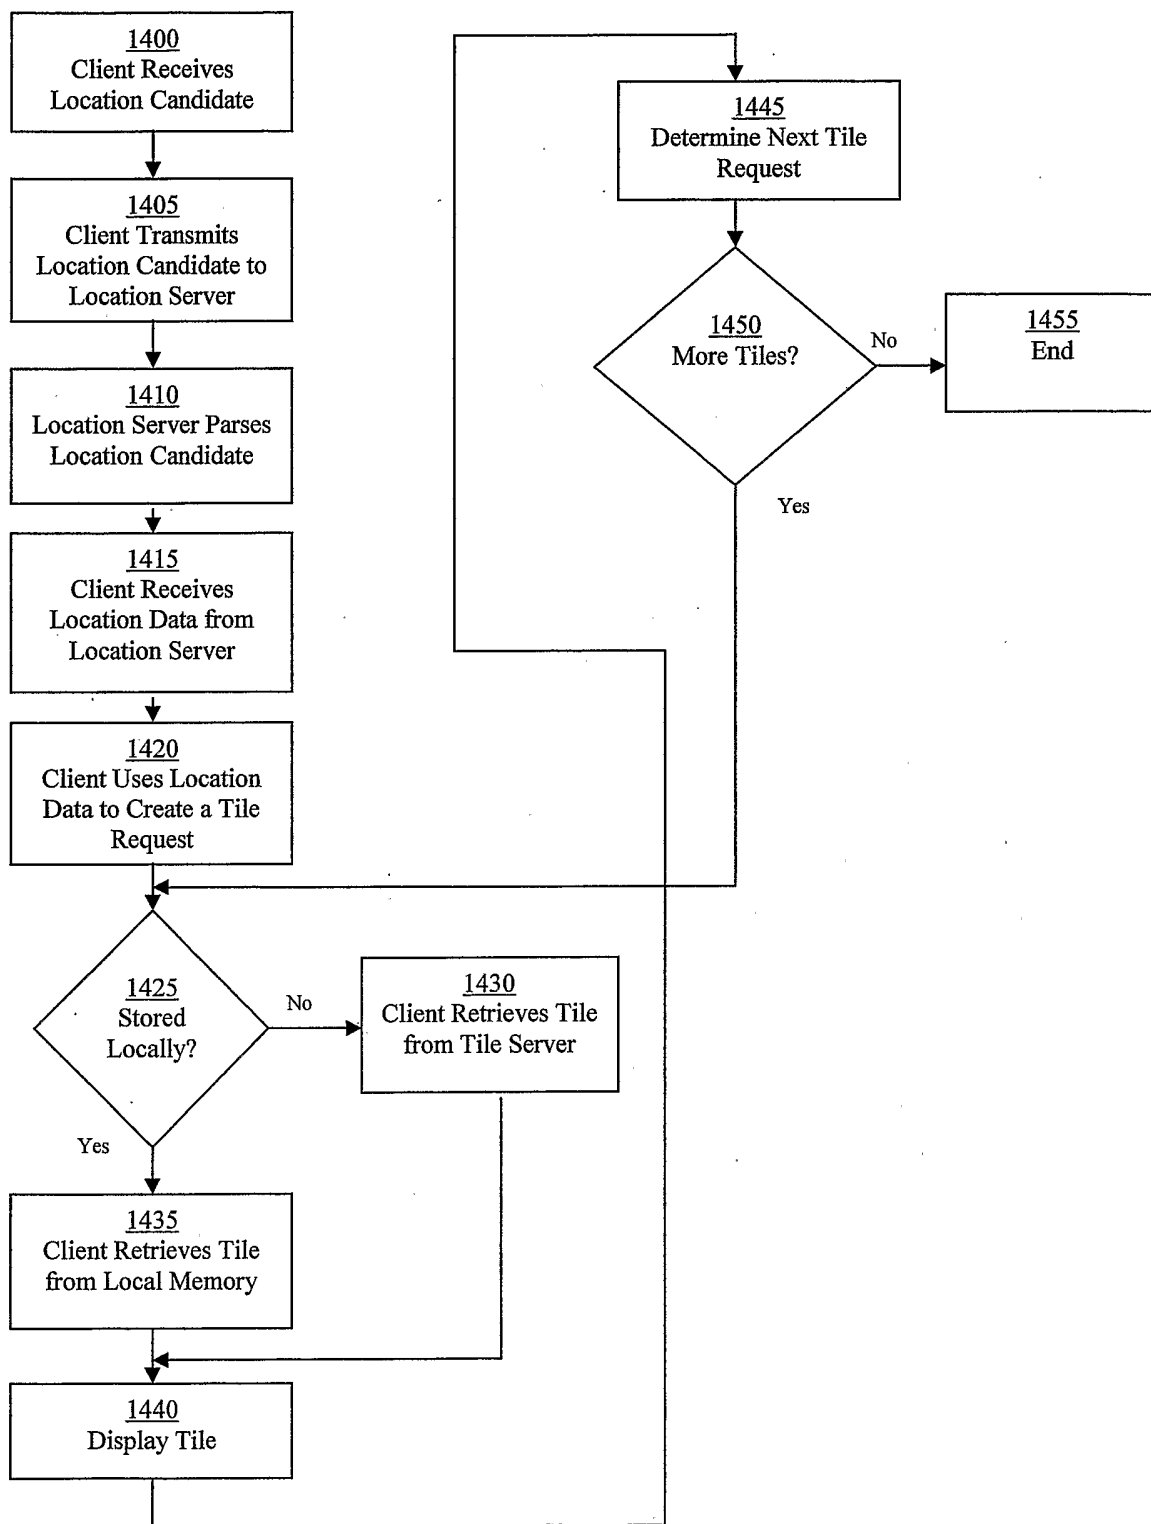 1400
Client Receives
Location Candidate
1405
Client Transmits
Location Candidate to
Location Server
1410
Location Server Parses
Location Candidate
1415
Client Receives
Location Data from
Location Server
1420
Client Uses Location
Data to Create a Tile
Request
1425
Stored
Locally?
No
Yes
1430
Client Retrieves Tile
from Tile Server
1435
Client Retrieves Tile
from Local Memory
1440
Display Tile
1445
Determine Next Tile
Request
1450
More Tiles?
No
Yes
1455
End